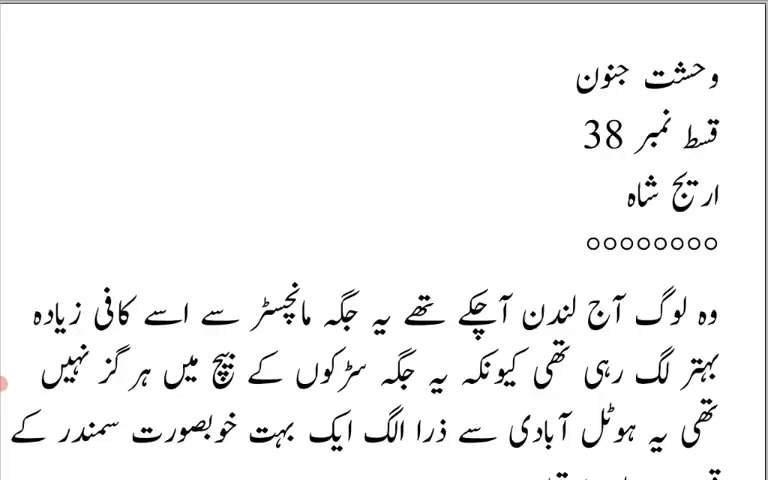 وحشت جنون
قسط نمبر 38
اریج شاہ
○○○○○○○○
وہ لوگ آج لندن آچکے تھے یہ جگہ مانچسٹر سے اسے کافی زیادہ
بہتر لگ رہی تھی کیونکہ یہ جگہ سڑکوں کے بیچ میں ہر گز نہیں
تھی یہ ہوٹل آبادی سے ذرا الگ ایک بہت خوبصورت سمندر کے